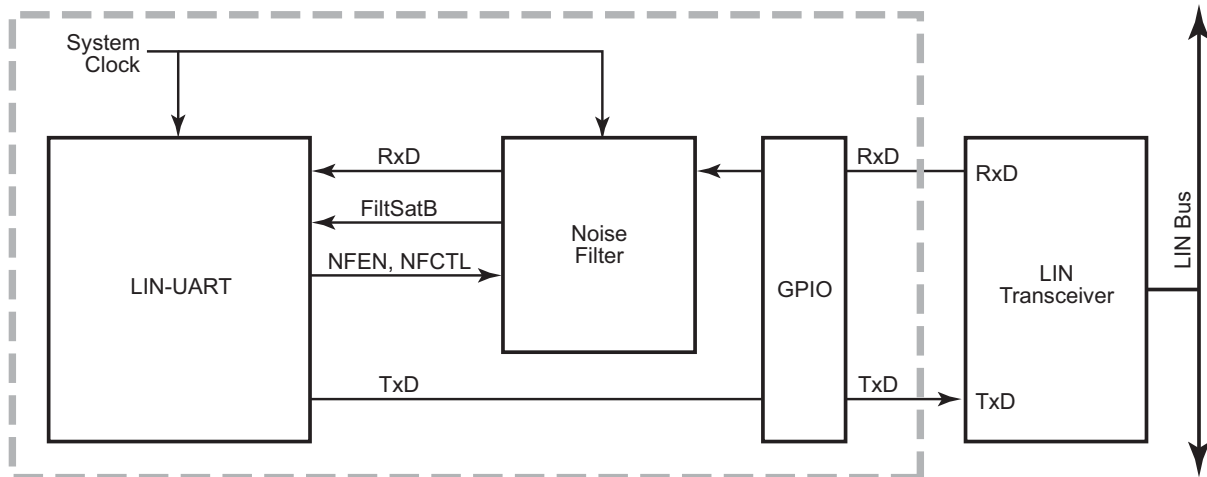 System
Clock
RxD
RxD
RxD
FiltSatB
Noise
Filter
NFEN, NFCTL
LIN-UART
GPIO
LIN
Transceiver
LIN Bus
TxD
TxD
TxD